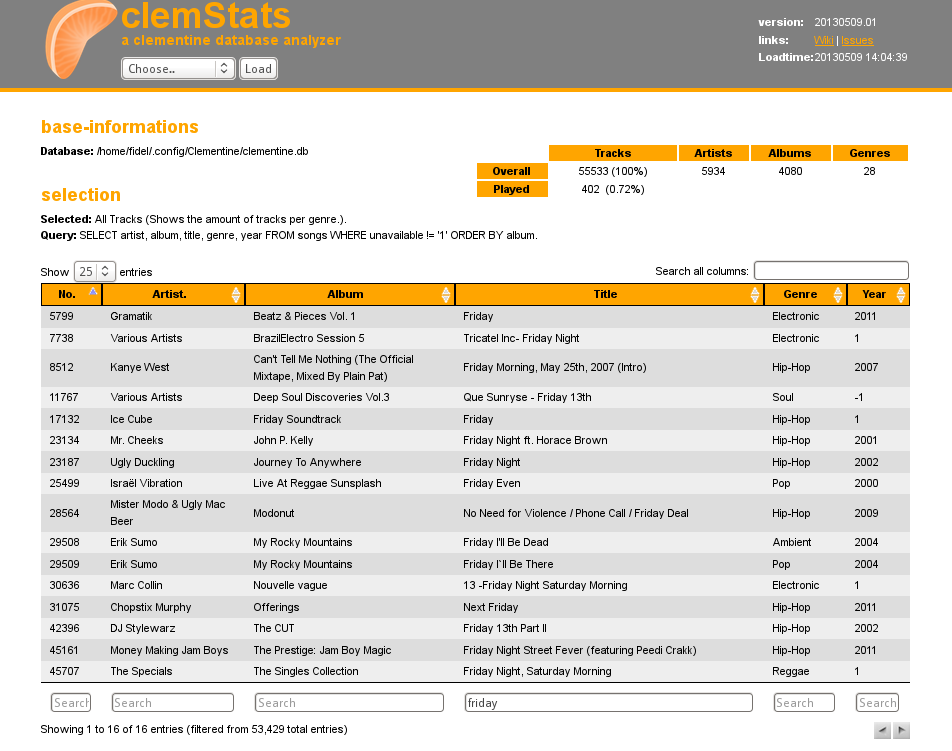 clemStats
a clementine database analyzer
Choose.. Load
version: 20130509.01
links: Wiki | Issues
Loadtime: 20130509 14:04:39
base-informations
Database: /home/fidel/.config/Clementine/clementine.db
Tracks Artists Albums Genres
Overall 55533 (100%) 5934 4080 28
Played 402 (0.72%)
selection
Selected: All Tracks (Shows the amount of tracks per genre.).
Query: SELECT artist, album, title, genre, year FROM songs WHERE unavailable != '1' ORDER BY album.
Show 25 entries Search all columns:
No. Artist. Album Title Genre Year
5799 Gramatik Beatz & Pieces Vol. 1 Friday Electronic 2011
7738 Various Artists BrazilElectro Session 5 Tricatel Inc- Friday Night Electronic 1
8512 Kanye West Can't Tell Me Nothing (The Official
Mixtape, Mixed By Plain Pat) Friday Morning, May 25th, 2007 (Intro) Hip-Hop 2007
11767 Various Artists Deep Soul Discoveries Vol.3 Que Sunryse - Friday 13th Soul -1
17132 Ice Cube Friday Soundtrack Friday Hip-Hop 1
23134 Mr. Cheeks John P. Kelly Friday Night ft. Horace Brown Hip-Hop 2001
23187 Ugly Duckling Journey To Anywhere Friday Night Hip-Hop 2002
25499 Israël Vibration Live At Reggae Sunsplash Friday Even Pop 2000
28564 Mister Modo & Ugly Mac
Beer Modonut No Need for Violence / Phone Call / Friday Deal Hip-Hop 2009
29508 Erik Sumo My Rocky Mountains Friday I'll Be Dead Ambient 2004
29509 Erik Sumo My Rocky Mountains Friday I`ll Be There Pop 2004
30636 Marc Collin Nouvelle vague 13 -Friday Night Saturday Morning Electronic 1
31075 Chopstix Murphy Offerings Next Friday Hip-Hop 2011
42396 DJ Stylewarz The CUT Friday 13th Part II Hip-Hop 2002
45161 Money Making Jam Boys The Prestige: Jam Boy Magic Friday Night Street Fever (featuring Peedi Crakk) Hip-Hop 2011
45707 The Specials The Singles Collection Friday Night, Saturday Morning Reggae 1
Search Search Search friday Search Search
Showing 1 to 16 of 16 entries (filtered from 53,429 total entries)